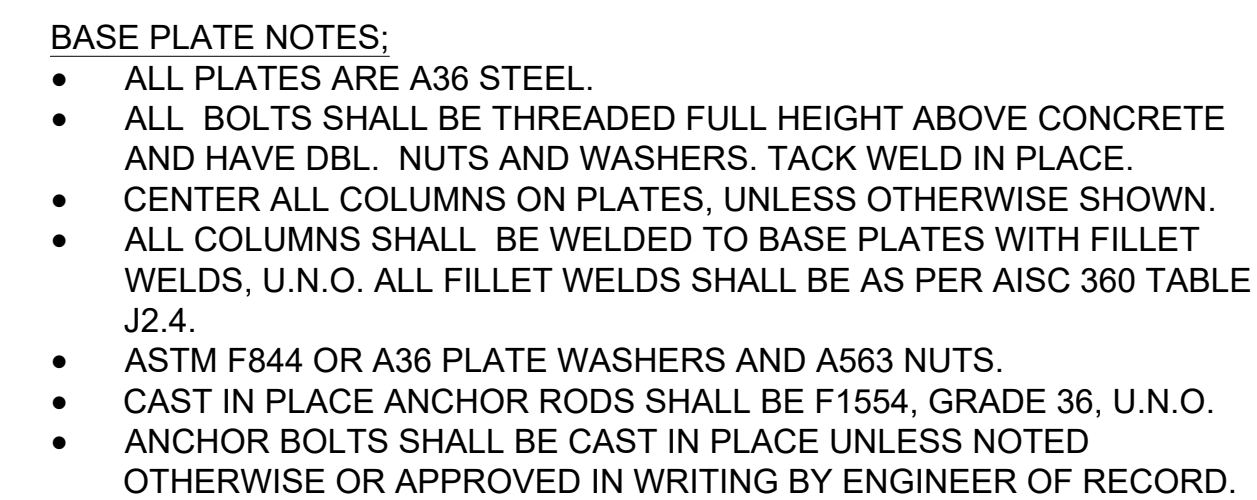 BASE PLATE NOTES;
● ALL PLATES ARE A36 STEEL.
● ALL BOLTS SHALL BE THREADED FULL HEIGHT ABOVE CONCRETE
AND HAVE DBL. NUTS AND WASHERS. TACK WELD IN PLACE.
● CENTER ALL COLUMNS ON PLATES, UNLESS OTHERWISE SHOWN.
● ALL COLUMNS SHALL BE WELDED TO BASE PLATES WITH FILLET
WELDS, U.N.O. ALL FILLET WELDS SHALL BE AS PER AISC 360 TABLE
J2.4.
● ASTM F844 OR A36 PLATE WASHERS AND A563 NUTS.
● CAST IN PLACE ANCHOR RODS SHALL BE F1554, GRADE 36, U.N.O.
● ANCHOR BOLTS SHALL BE CAST IN PLACE UNLESS NOTED
OTHERWISE OR APPROVED IN WRITING BY ENGINEER OF RECORD.